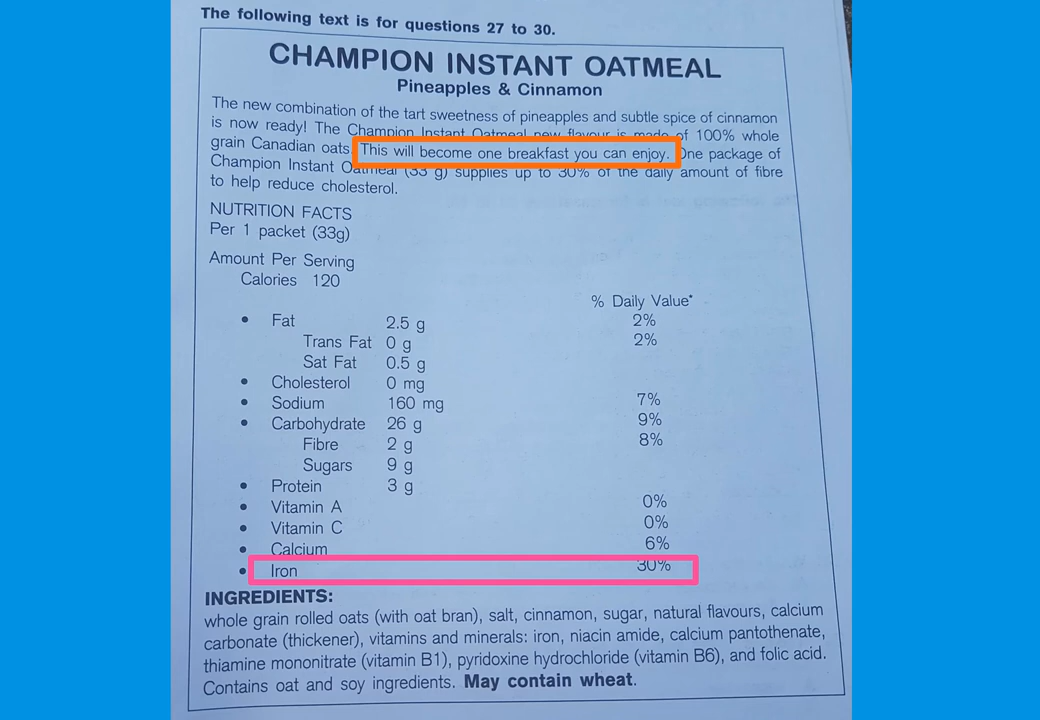 The following text is for questions 27 to 30.
CHAMPION INSTANT OATMEAL
Pineapples & Cinnamon
The new combination of the tart sweetness of pineapples and subtle spice of cinnamon
is now ready! The Champion Instant Oatmeal new flavour is made of 100% whole
grain Canadian oats. This will become one breakfast you can enjoy. One package of
Champion Instant Oatmeal (33 g) supplies up to 30% of the daily amount of fibre
to help reduce cholesterol.
NUTRITION FACTS
Per 1 packet (33g)
Amount Per Serving
Calories 120
% Daily Value*
• Fat 2.5 g 2%
Trans Fat 0 g 2%
Sat Fat 0.5 g
• Cholesterol 0 mg
• Sodium 160 mg 7%
• Carbohydrate 26 g 9%
Fibre 2 g 8%
Sugars 9 g
• Protein 3 g
• Vitamin A 0%
• Vitamin C 0%
• Calcium 6%
• Iron 30%
INGREDIENTS:
whole grain rolled oats (with oat bran), salt, cinnamon, sugar, natural flavours, calcium
carbonate (thickener), vitamins and minerals: iron, niacin amide, calcium pantothenate,
thiamine mononitrate (vitamin B1), pyridoxine hydrochloride (vitamin B6), and folic acid.
Contains oat and soy ingredients. May contain wheat.